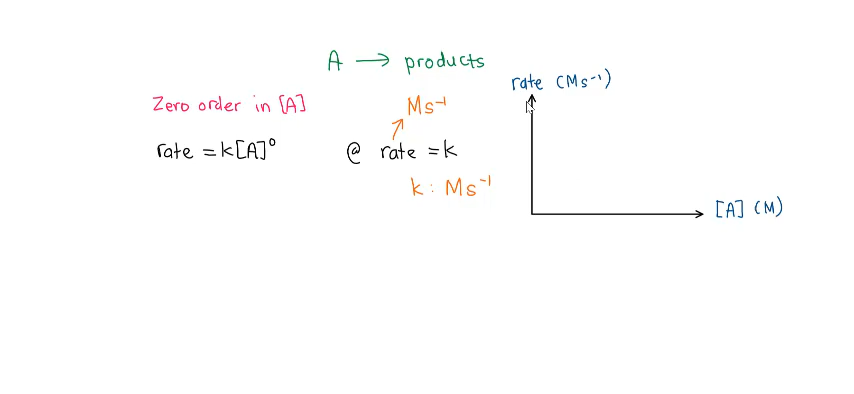 A → products
Zero order in [A]
Ms⁻¹
rate = k[A]⁰
@ rate = k
k : Ms⁻¹
rate (Ms⁻¹)
[A] (M)